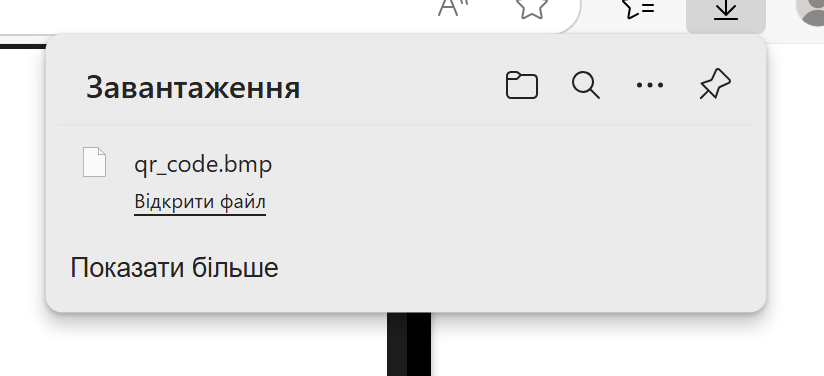 A"
Завантаження
qr_code.bmp
Відкрити файл
Показати більше